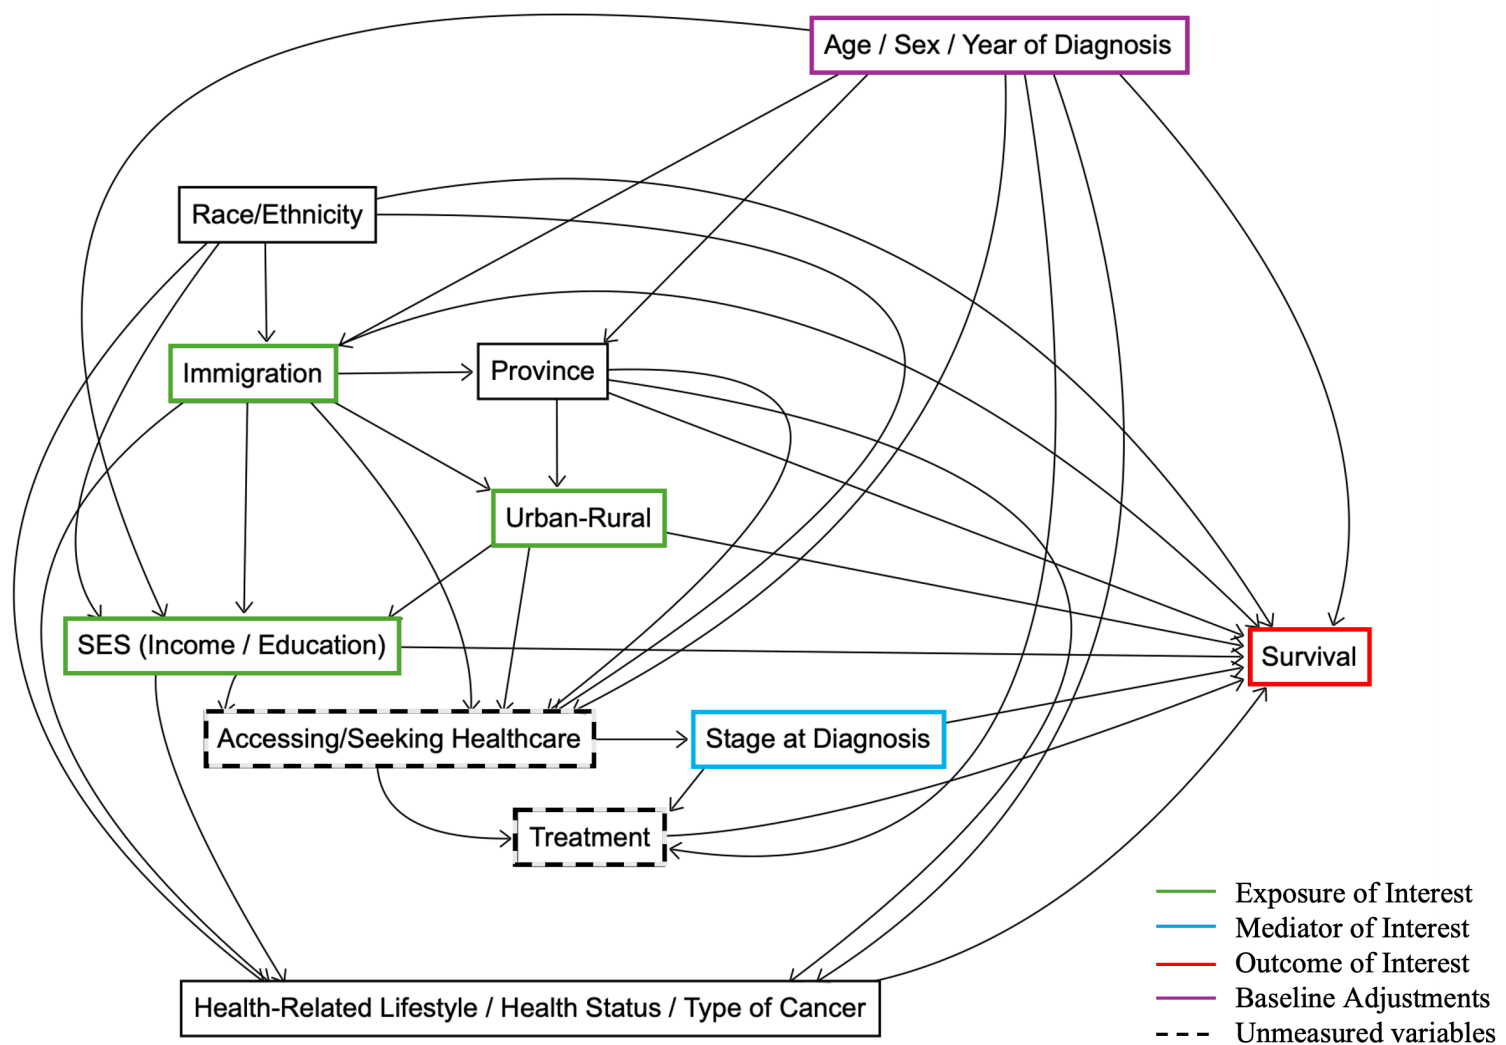 Age / Sex / Year of Diagnosis
Race/Ethnicity
Immigration
Province
Urban-Rural
SES (Income / Education)
Survival
Accessing/Seeking Healthcare
Stage at Diagnosis
Treatment
Health-Related Lifestyle / Health Status / Type of Cancer
Exposure of Interest
Mediator of Interest
Outcome of Interest
Baseline Adjustments
Unmeasured variables